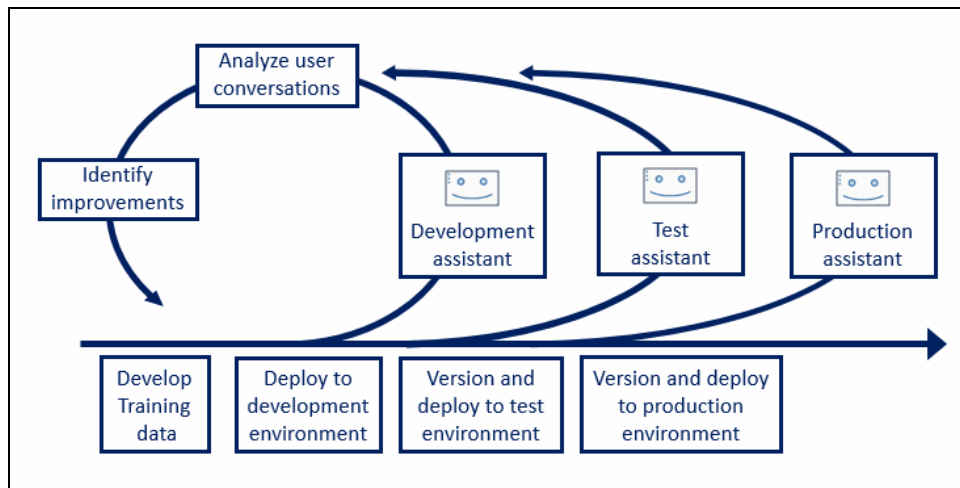 Analyze user
conversations
Identify
improvements
Development
assistant
Test
assistant
Production
assistant
Develop
Training
data
Deploy to
development
environment
Version and
deploy to test
environment
Version and deploy
to production
environment